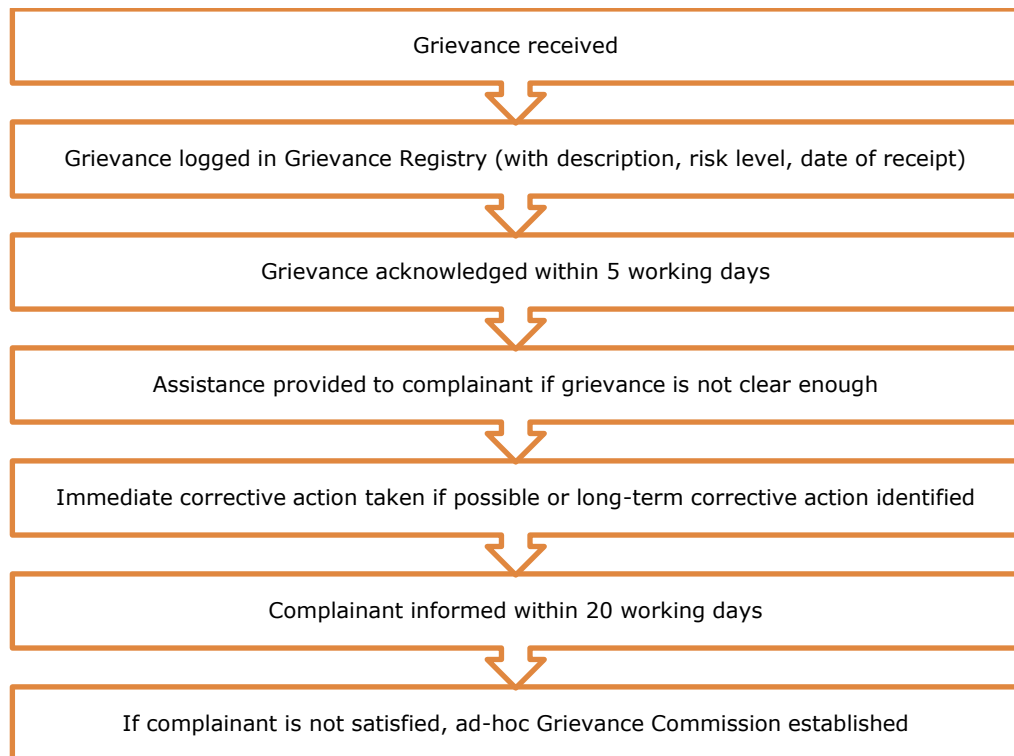 Grievance received
Grievance logged in Grievance Registry (with description, risk level, date of receipt)
Grievance acknowledged within 5 working days
Assistance provided to complainant if grievance is not clear enough
Immediate corrective action taken if possible or long-term corrective action identified
Complainant informed within 20 working days
If complainant is not satisfied, ad-hoc Grievance Commission established